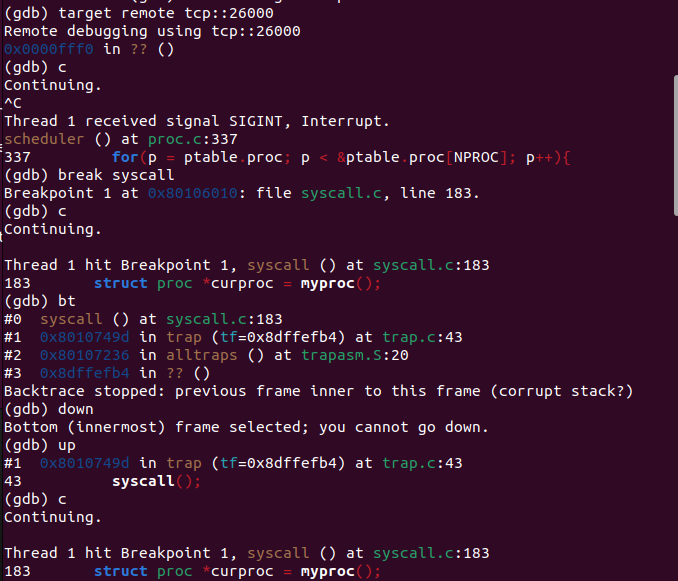 (gdb) target remote tcp::26000
Remote debugging using tcp::26000
0x0000fff0 in ?? ()
(gdb) c
Continuing.
^C
Thread 1 received signal SIGINT, Interrupt.
scheduler () at proc.c:337
337         for(p = ptable.proc; p < &ptable.proc[NPROC]; p++){
(gdb) break syscall
Breakpoint 1 at 0x80106010: file syscall.c, line 183.
(gdb) c
Continuing.

Thread 1 hit Breakpoint 1, syscall () at syscall.c:183
183       struct proc *curproc = myproc();
(gdb) bt
#0  syscall () at syscall.c:183
#1  0x8010749d in trap (tf=0x8dffefb4) at trap.c:43
#2  0x80107236 in alltraps () at trapasm.S:20
#3  0x8dffefb4 in ?? ()
Backtrace stopped: previous frame inner to this frame (corrupt stack?)
(gdb) down
Bottom (innermost) frame selected; you cannot go down.
(gdb) up
#1  0x8010749d in trap (tf=0x8dffefb4) at trap.c:43
43          syscall();
(gdb) c
Continuing.

Thread 1 hit Breakpoint 1, syscall () at syscall.c:183
183       struct proc *curproc = myproc();